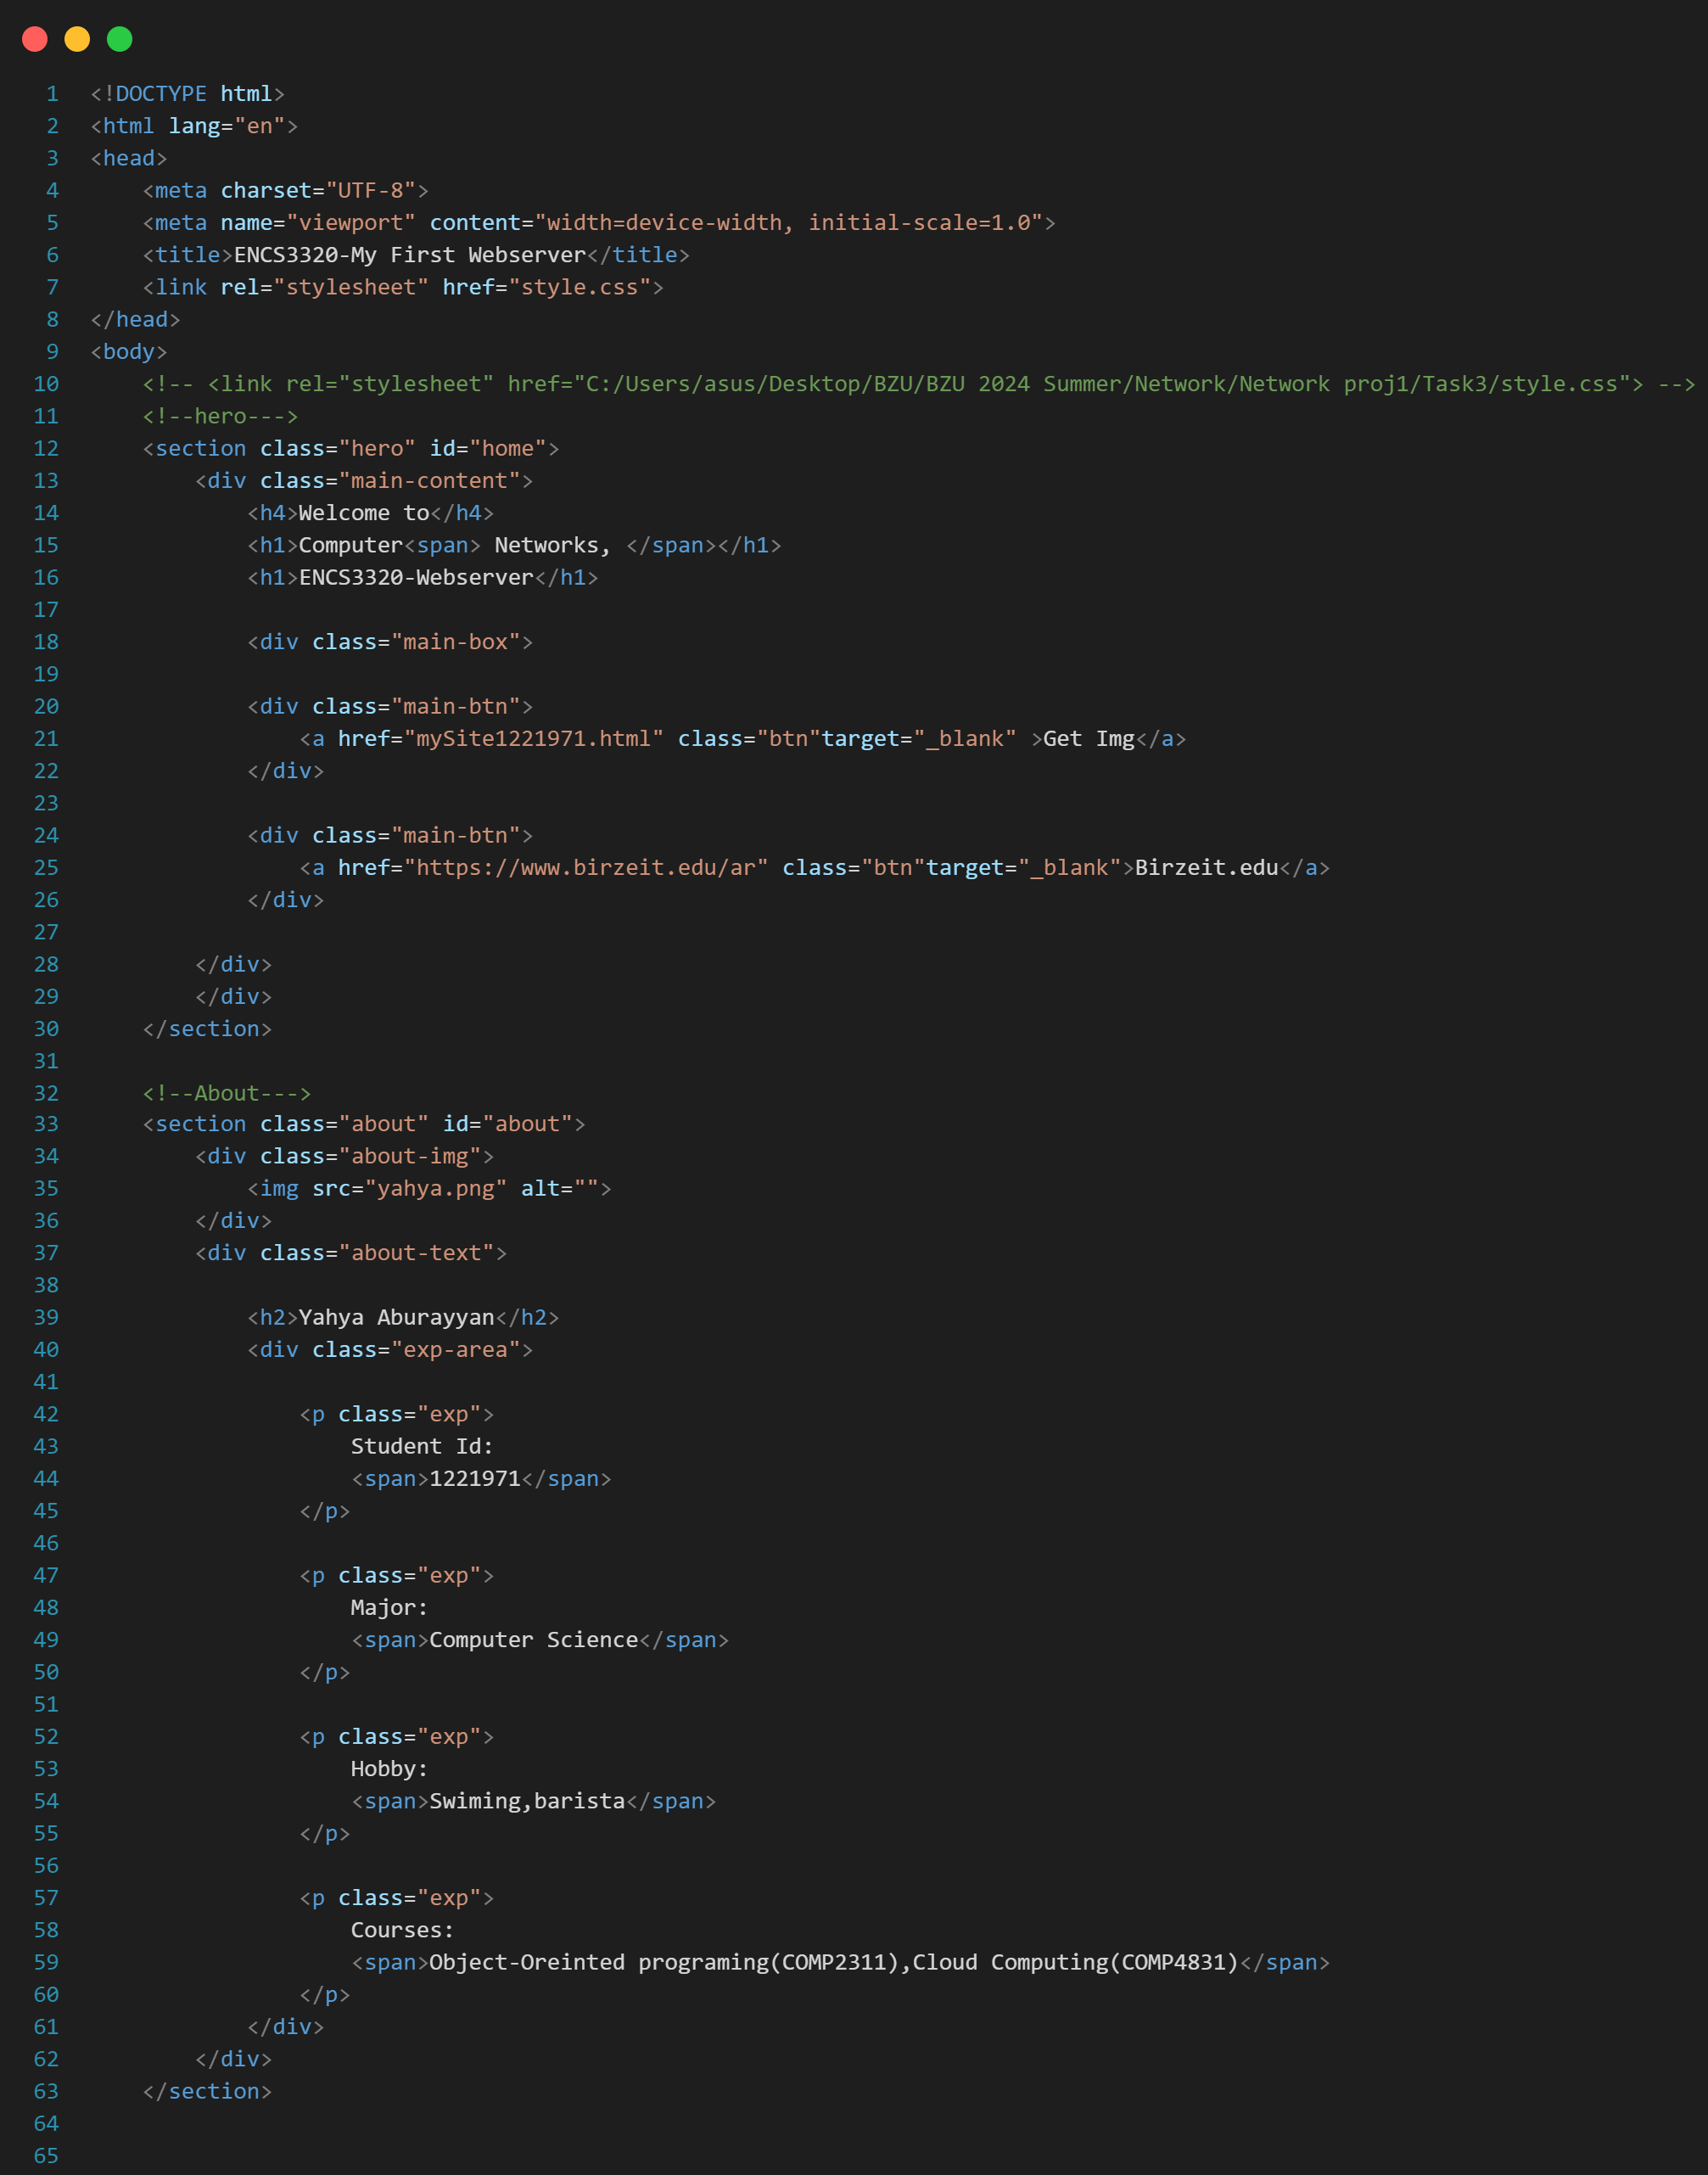 1 <!DOCTYPE html>
2 <html lang="en">
3 <head>
4     <meta charset="UTF-8">
5     <meta name="viewport" content="width=device-width, initial-scale=1.0">
6     <title>ENCS3320-My First Webserver</title>
7     <link rel="stylesheet" href="style.css">
8 </head>
9 <body>
10     <!-- <link rel="stylesheet" href="C:/Users/asus/Desktop/BZU/BZU 2024 Summer/Network/Network proj1/Task3/style.css"> -->
11     <!--hero--->
12     <section class="hero" id="home">
13         <div class="main-content">
14             <h4>Welcome to</h4>
15             <h1>Computer<span> Networks, </span></h1>
16             <h1>ENCS3320-Webserver</h1>
17
18             <div class="main-box">
19
20             <div class="main-btn">
21                 <a href="mySite1221971.html" class="btn"target="_blank" >Get Img</a>
22             </div>
23
24             <div class="main-btn">
25                 <a href="https://www.birzeit.edu/ar" class="btn"target="_blank">Birzeit.edu</a>
26             </div>
27
28         </div>
29         </div>
30     </section>
31
32     <!--About--->
33     <section class="about" id="about">
34         <div class="about-img">
35             <img src="yahya.png" alt="">
36         </div>
37         <div class="about-text">
38
39             <h2>Yahya Aburayyan</h2>
40             <div class="exp-area">
41
42                 <p class="exp">
43                     Student Id:
44                     <span>1221971</span>
45                 </p>
46
47                 <p class="exp">
48                     Major:
49                     <span>Computer Science</span>
50                 </p>
51
52                 <p class="exp">
53                     Hobby:
54                     <span>Swiming,barista</span>
55                 </p>
56
57                 <p class="exp">
58                     Courses:
59                     <span>Object-Oreinted programing(COMP2311),Cloud Computing(COMP4831)</span>
60                 </p>
61             </div>
62         </div>
63     </section>
64
65